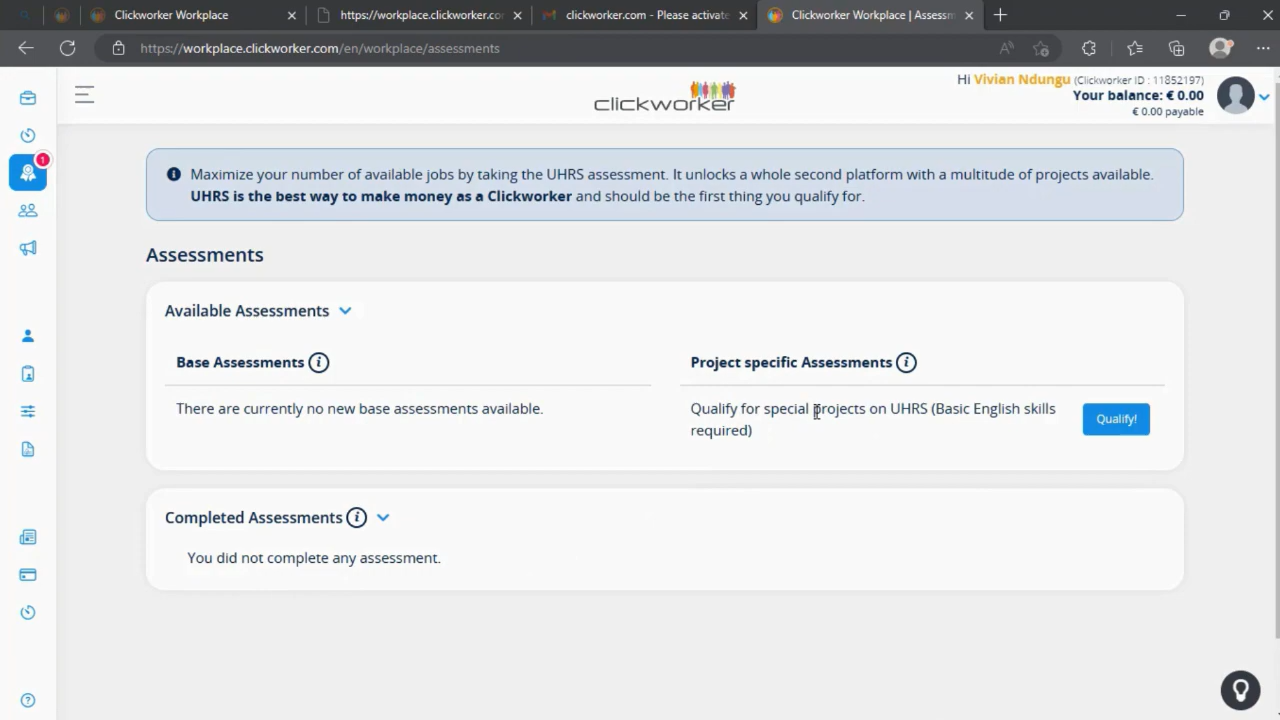 Clickworker Workplace
https://workplace.clickworker.cor
clickworker.com - Please activate
Clickworker Workplace | Assessm
https://workplace.clickworker.com/en/workplace/assessments
clickworker
Hi Vivian Ndungu (Clickworker ID : 11852197)
Your balance: € 0.00
€ 0.00 payable
1
Maximize your number of available jobs by taking the UHRS assessment. It unlocks a whole second platform with a multitude of projects available.
UHRS is the best way to make money as a Clickworker and should be the first thing you qualify for.
Assessments
Available Assessments
Base Assessments
Project specific Assessments
There are currently no new base assessments available.
Qualify for special projects on UHRS (Basic English skills
required)
Qualify!
Completed Assessments
You did not complete any assessment.